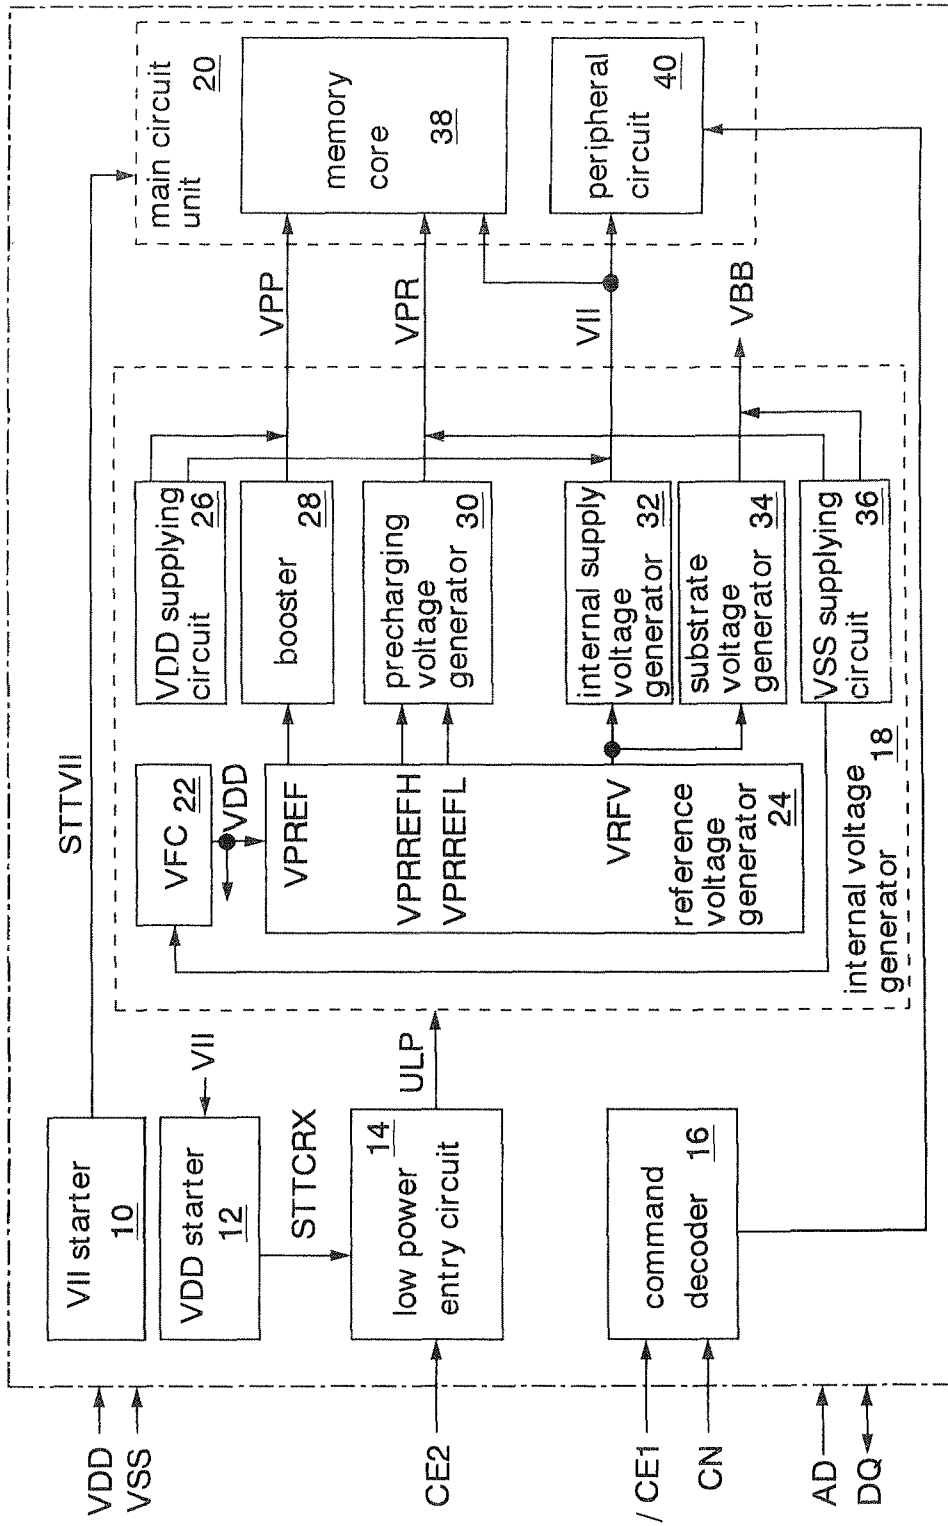 VDD
VSS
CE2
/ CE1
CN
AD
DQ
VII starter
10
VDD starter
12
VII
STTCRX
low power
14
entry circuit
ULP
command
decoder 16
STTVII
VFC 22
VDD
VPREF
VPRREFH
VPRREFL
VRFV
reference
voltage
generator
24
VDD supplying
circuit 26
booster 28
precharging
voltage
generator 30
internal supply
voltage
generator 32
substrate
voltage
generator 34
VSS supplying
circuit 36
internal voltage
generator 18
VPP
VPR
VII
VBB
main circuit
unit 20
memory
core
38
peripheral
circuit
40